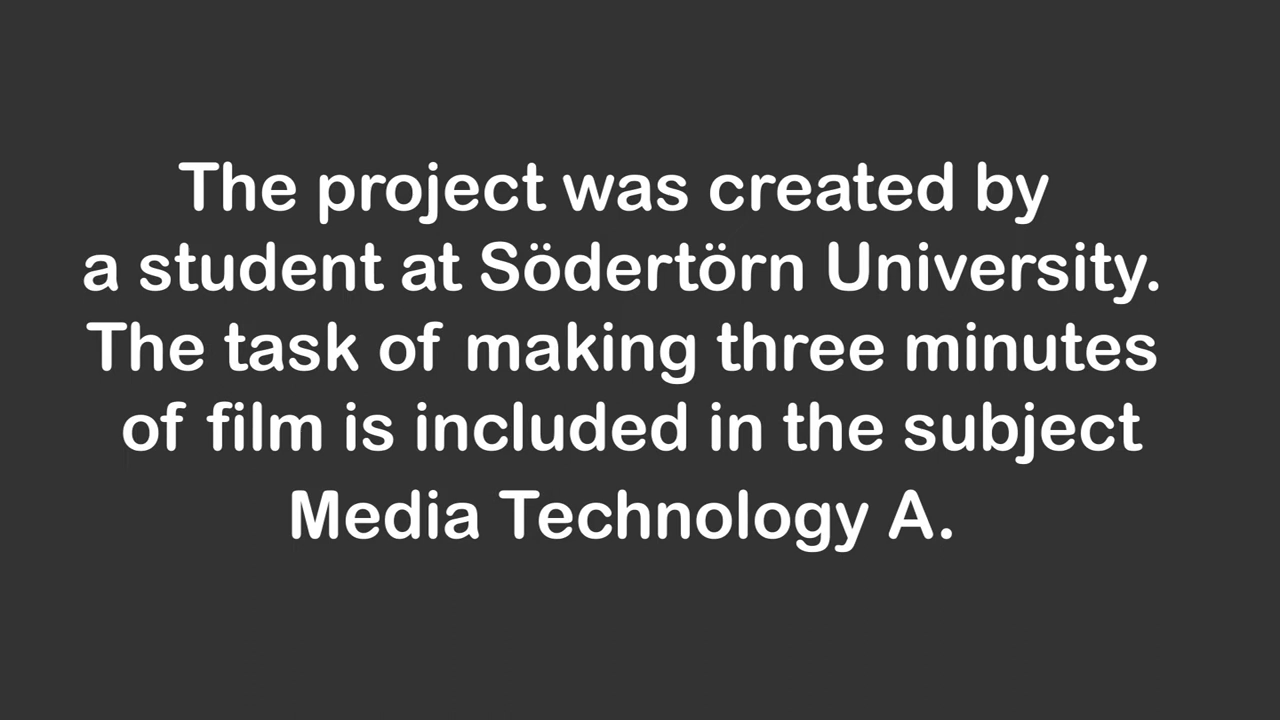 The project was created by
a student at Södertörn University.
The task of making three minutes
of film is included in the subject
Media Technology A.